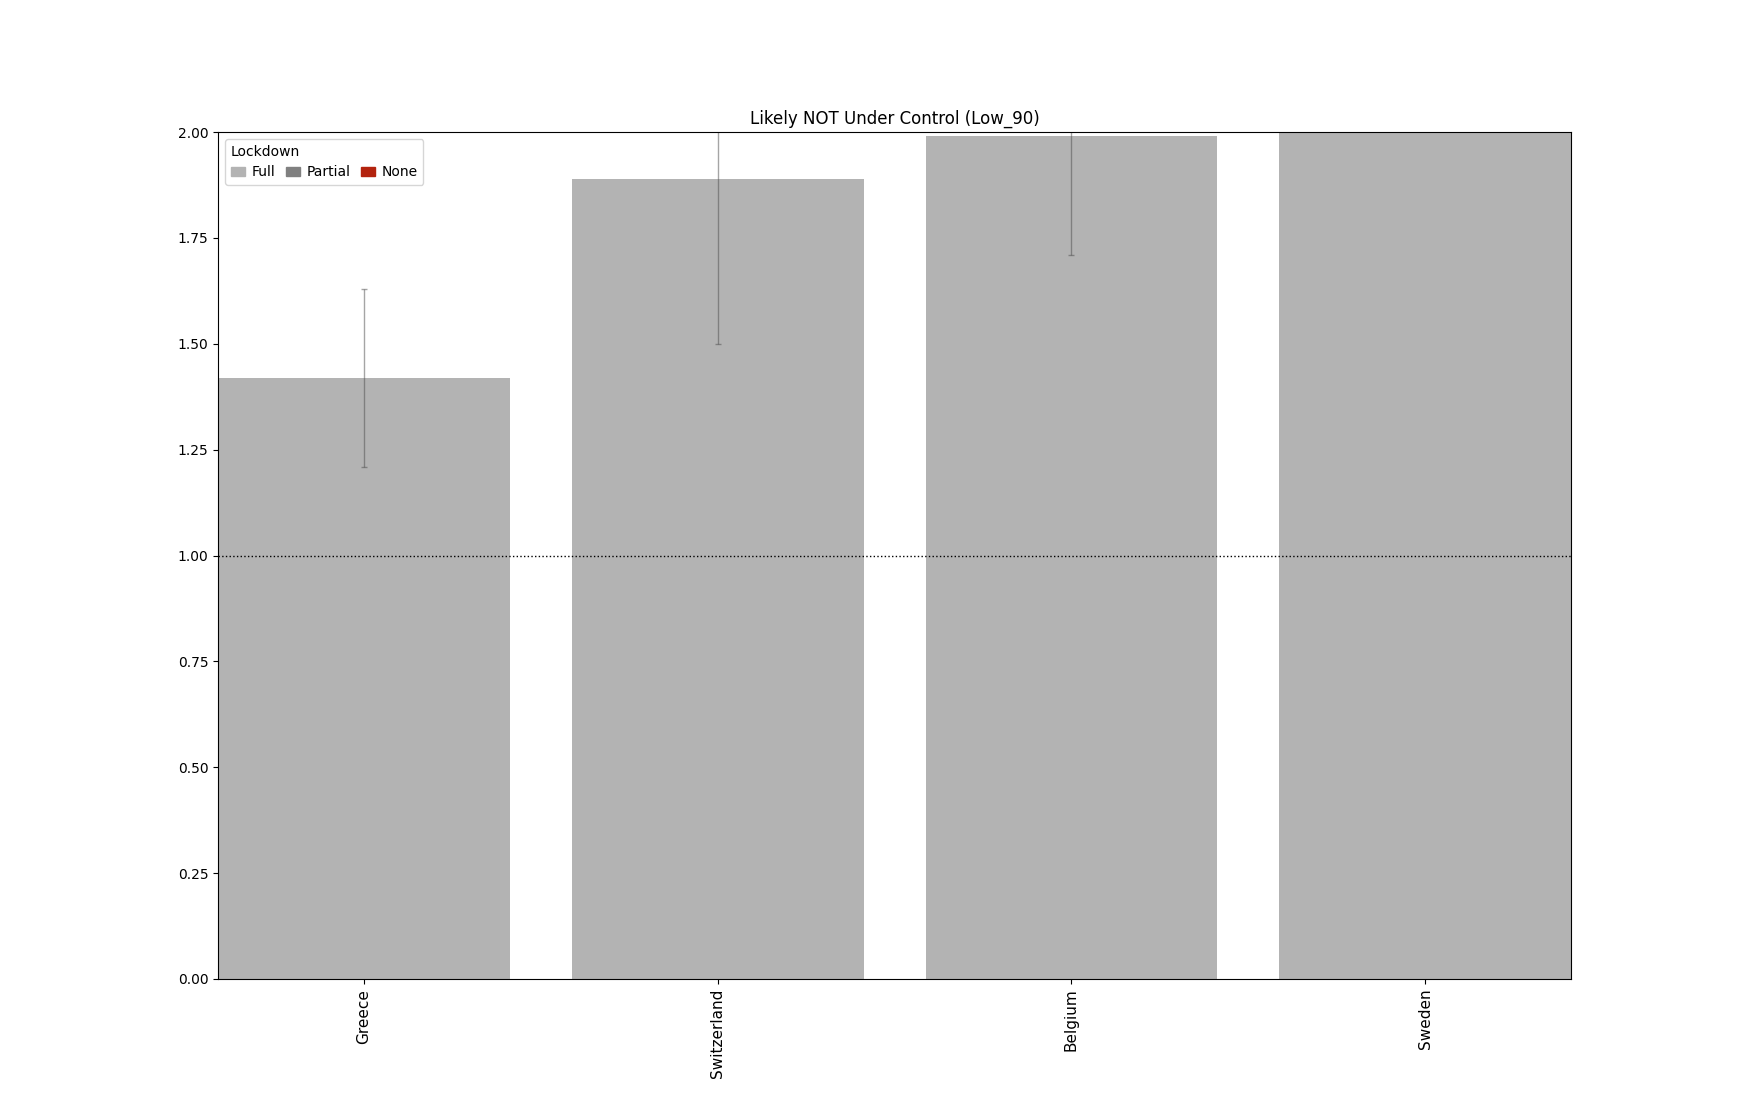 Likely NOT Under Control (Low_90)
Lockdown
Full Partial None
2.00
1.75
1.50
1.25
1.00
0.75
0.50
0.25
0.00
Greece
Switzerland
Belgium
Sweden